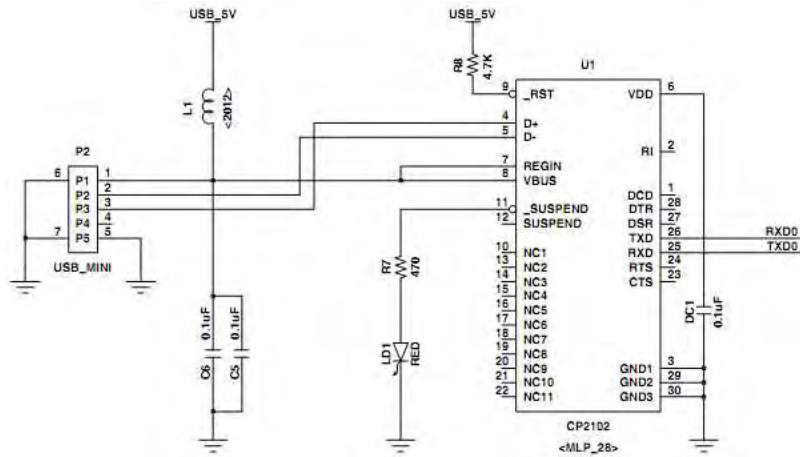 USB_5V
USB_5V
L1
<2012>
R8
4.7K
U1
9
_RST
VDD
6
4
D+
5
D-
RI
2
P2
7
REGIN
8
VBUS
6
P1
1
P2
2
P3
3
P4
4
7
P5
5
USB_MINI
11
_SUSPEND
12
SUSPEND
DCD
1
DTR
28
DSR
27
TXD
26
RXD0
RXD
25
TXD0
RTS
24
CTS
23
10
NC1
13
NC2
14
NC3
15
NC4
16
NC5
17
NC6
18
NC7
19
NC8
20
NC9
21
NC10
22
NC11
R7
470
0.1uF
0.1uF
C6
C5
LD1
RED
DC1
0.1uF
GND1
3
GND2
29
GND3
30
CP2102
<MLP_28>